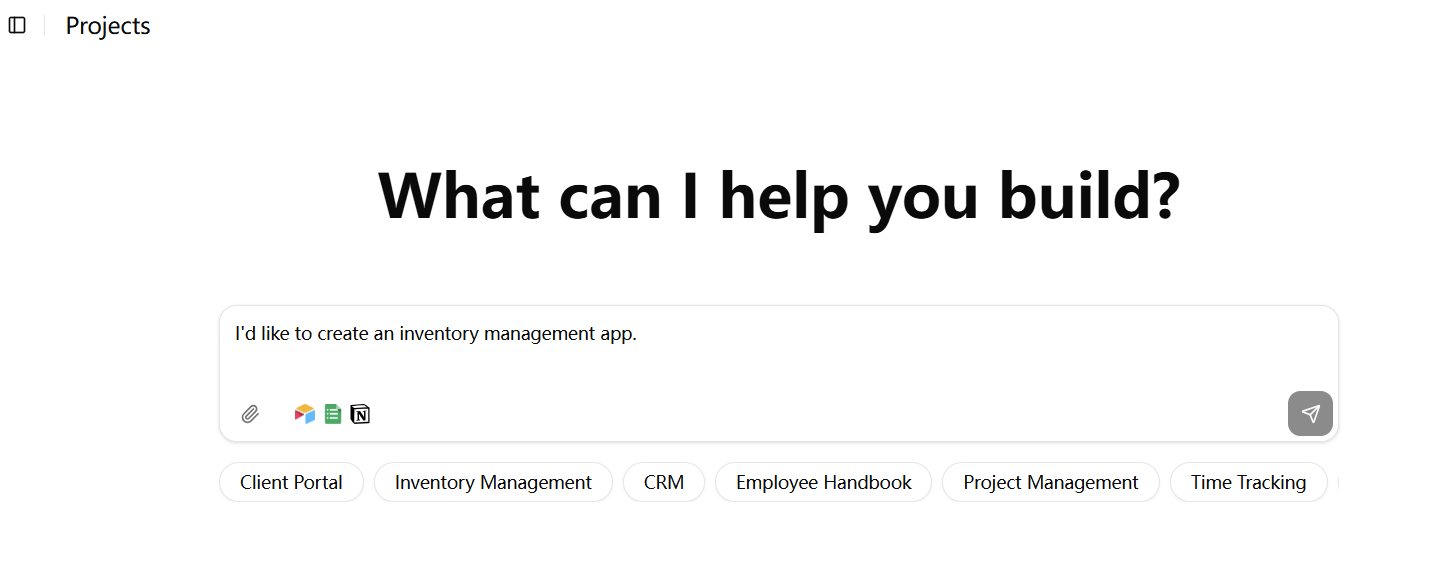 Projects
What can I help you build?
I'd like to create an inventory management app.
N
Client Portal
Inventory Management
CRM
Employee Handbook
Project Management
Time Tracking